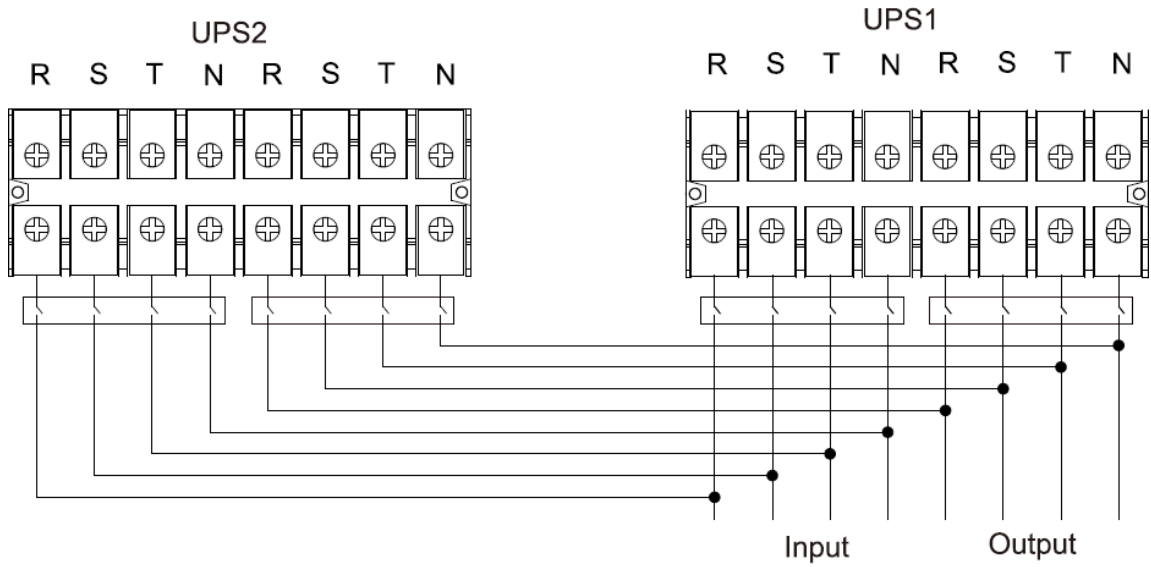 UPS2
R S T N R S T N
UPS1
R S T N R S T N
Input
Output